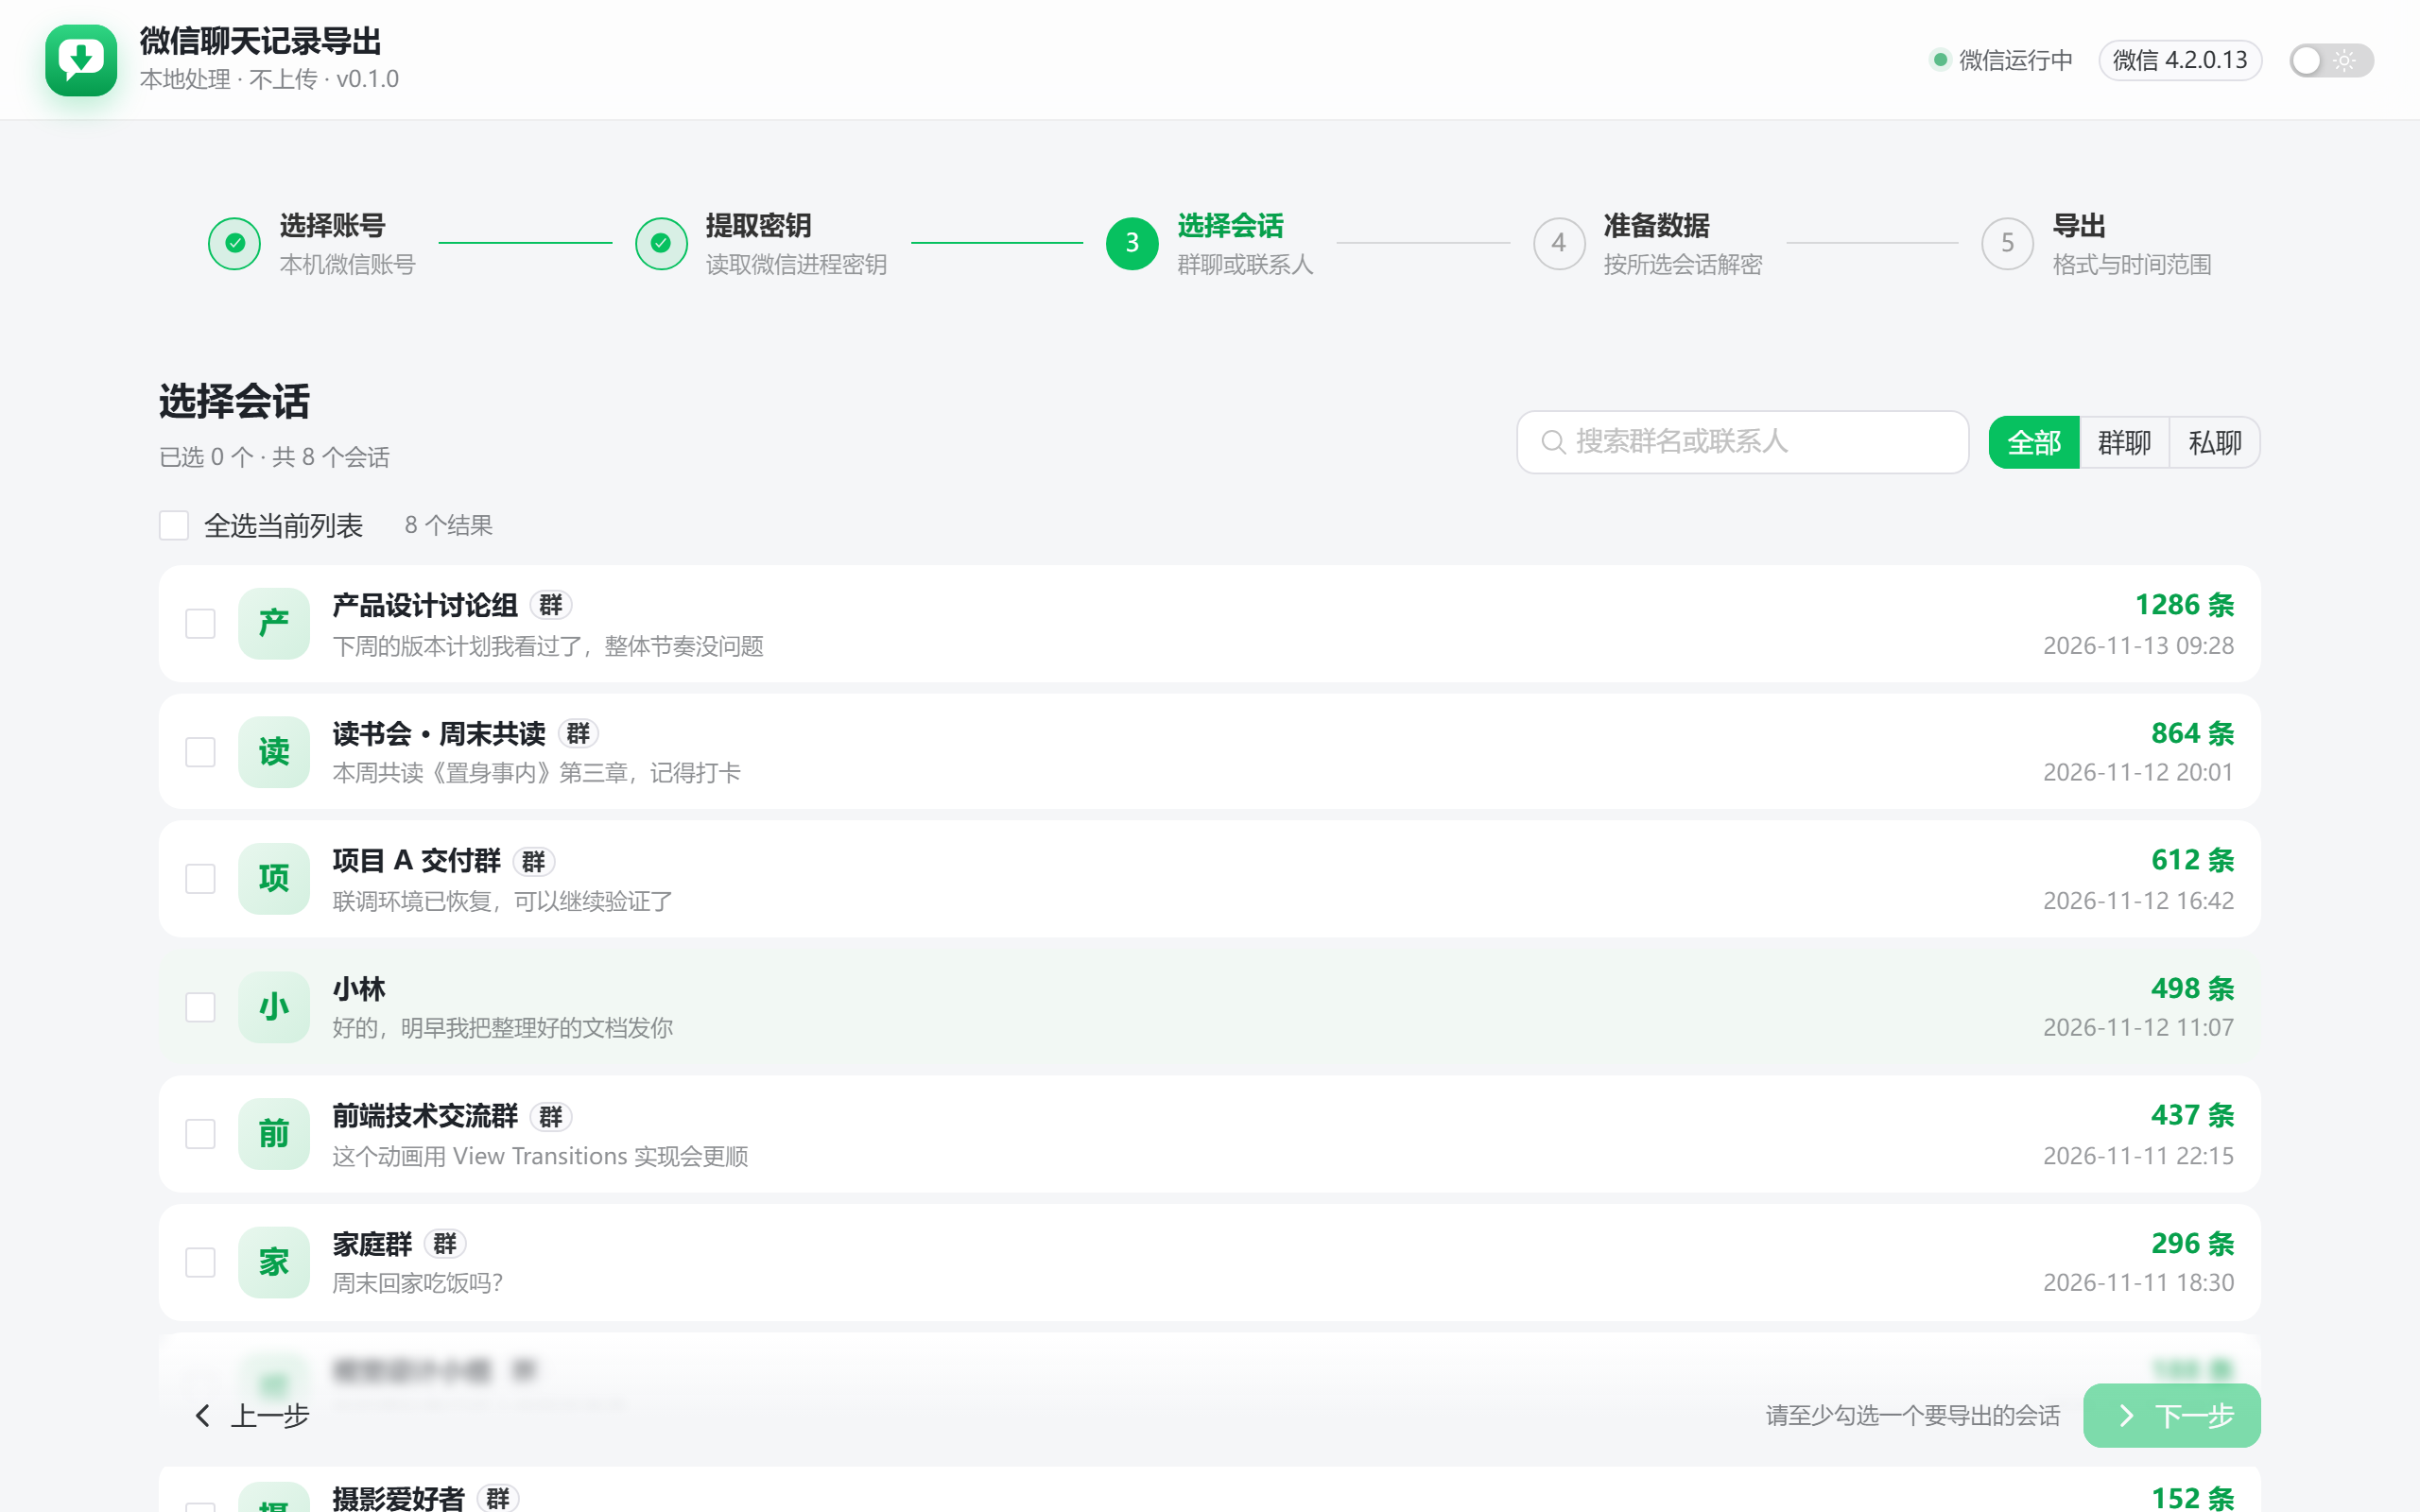 微信聊天记录导出
本地处理 · 不上传 · v0.1.0
微信运行中
微信 4.2.0.13
选择账号
本机微信账号
提取密钥
读取微信进程密钥
3
选择会话
群聊或联系人
4
准备数据
按所选会话解密
5
导出
格式与时间范围
选择会话
已选 0 个 · 共 8 个会话
搜索群名或联系人
全部
群聊
私聊
全选当前列表
8 个结果
产
产品设计讨论组 群
下周的版本计划我看过了，整体节奏没问题
1286 条
2026-11-13 09:28
读
读书会 • 周末共读 群
本周共读《置身事内》第三章，记得打卡
864 条
2026-11-12 20:01
项
项目 A 交付群 群
联调环境已恢复，可以继续验证了
612 条
2026-11-12 16:42
小
小林
好的，明早我把整理好的文档发你
498 条
2026-11-12 11:07
前
前端技术交流群 群
这个动画用 View Transitions 实现会更顺
437 条
2026-11-11 22:15
家
家庭群 群
周末回家吃饭吗？
296 条
2026-11-11 18:30
上一步
请至少勾选一个要导出的会话
下一步
摄
摄影爱好者 群
152 条